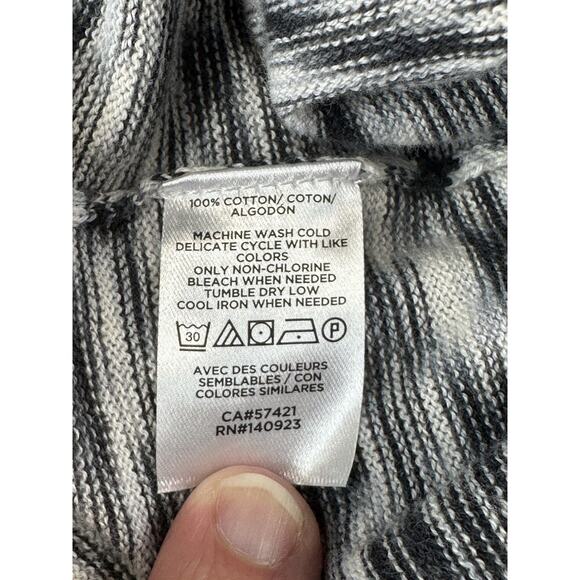 100% COTTON/ COTON/
ALGODÓN
MACHINE WASH COLD
DELICATE CYCLE WITH LIKE
COLORS
ONLY NON-CHLORINE
BLEACH WHEN NEEDED
TUMBLE DRY LOW
COOL IRON WHEN NEEDED
30 P
AVEC DES COULEURS
SEMBLABLES / CON
COLORES SIMILARES
CA#57421
RN#140923